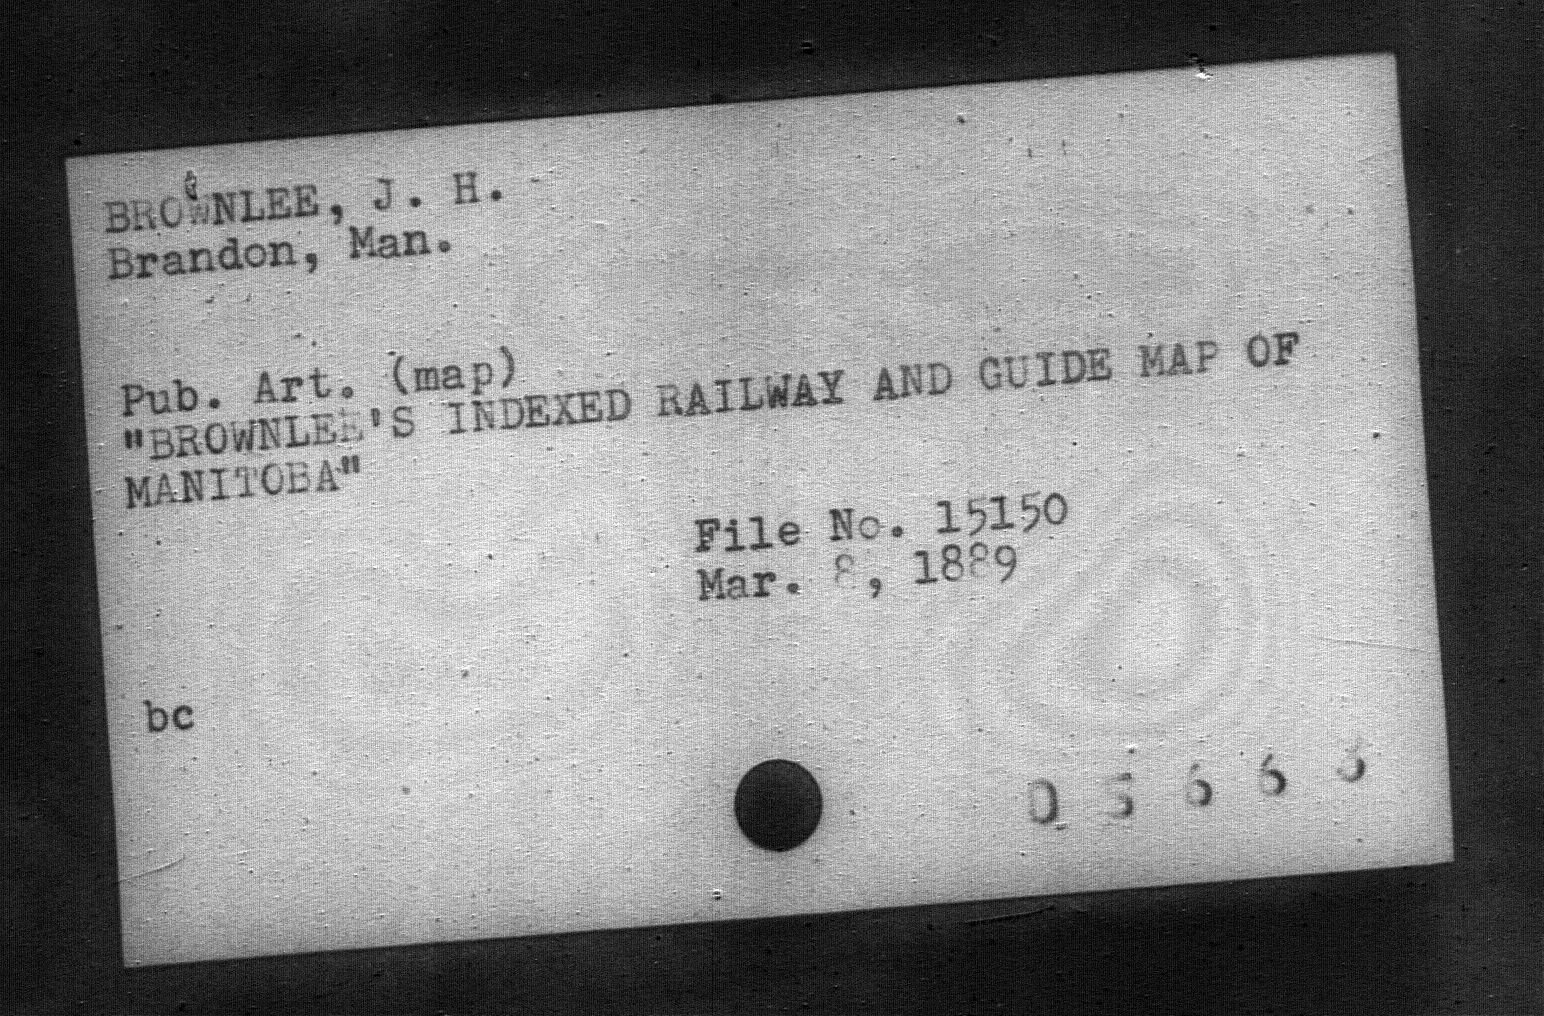 BROWNLEE, J. H.
Brandon, Man.
Pub. Art. (map)
"BROWNLEE'S INDEXED RAILWAY AND GUIDE MAP OF
MANITOBA"
File No. 15150
Mar. 8, 1889
bc